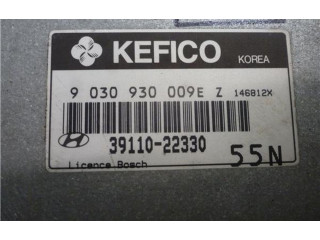 KEFICO KOREA
9 030 930 009E Z 146812X
39110-22330
Licence Bosch 55N